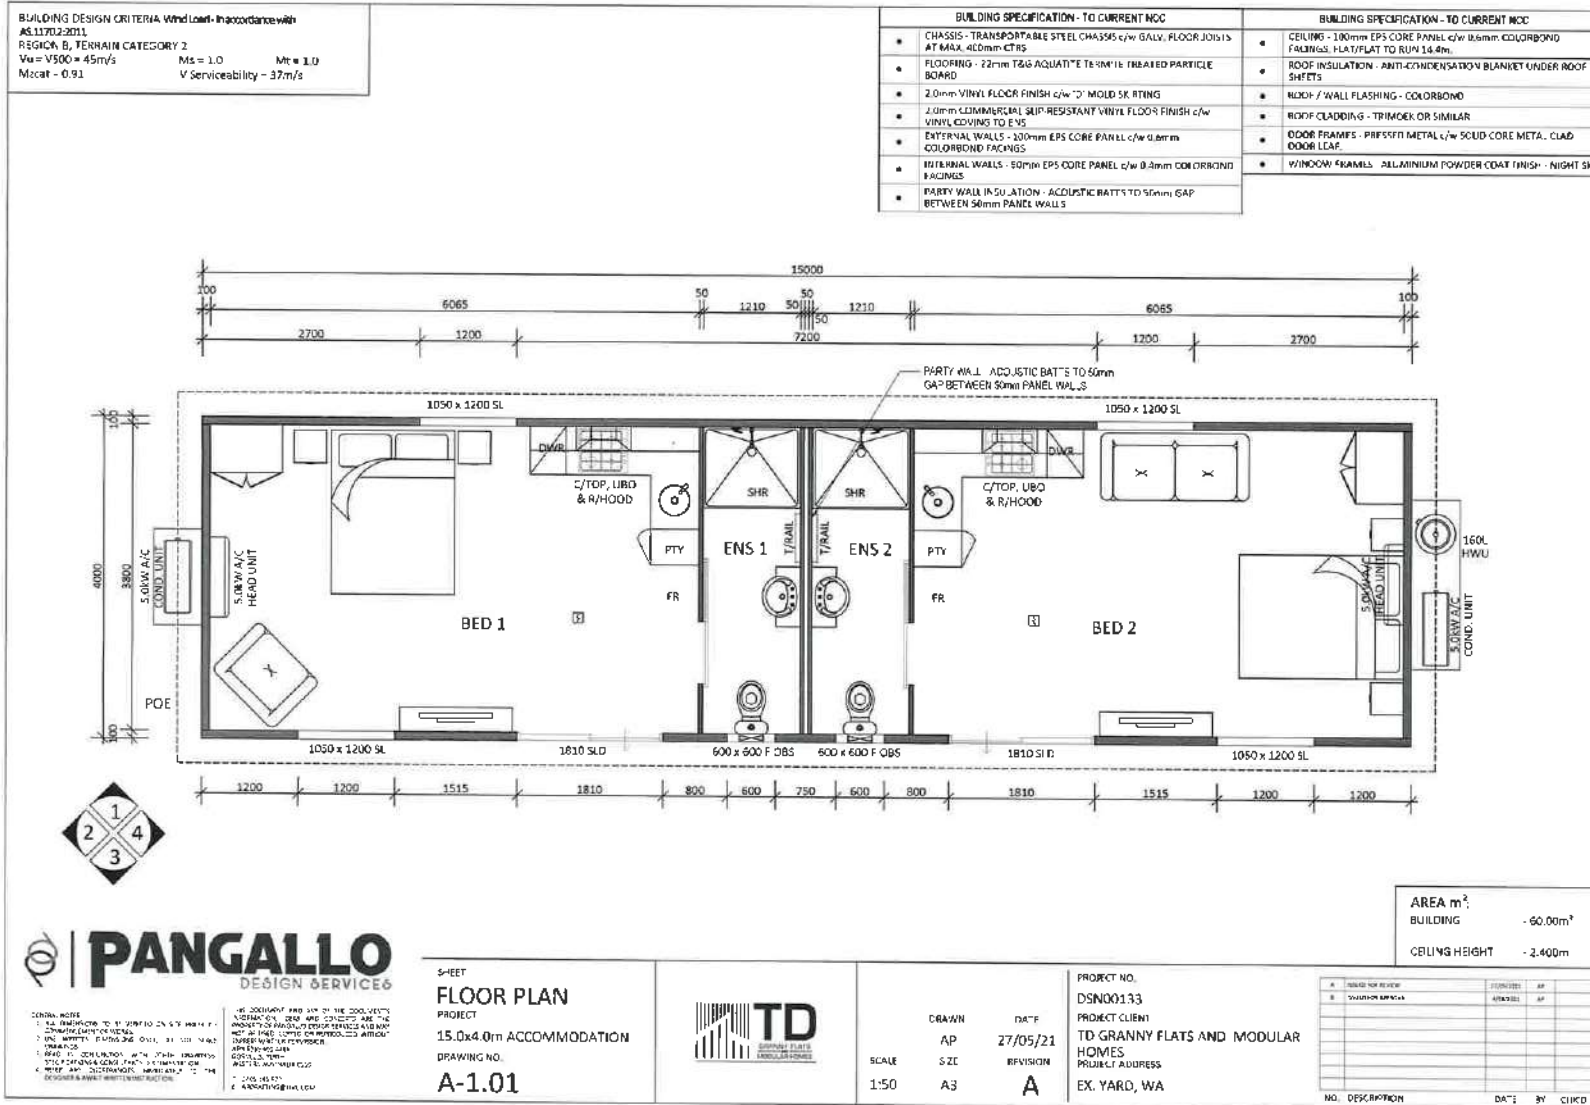 BUILDING DESIGN CRITERIA Wind Load - In accordance with
AS.1170.2:2011
REGION B, TERRAIN CATEGORY 2
Vu = V500 = 45m/s Ms = 1.0 Mt = 1.0
Mzcat - 0.91 V Serviceability - 37m/s
BUILDING SPECIFICATION - TO CURRENT NCC
• CHASSIS - TRANSPORTABLE STEEL CHASSIS c/w GALV. FLOOR JOISTS
AT MAX. 400mm CTRS
• FLOORING - 22mm T&G AQUATITE TERMITE TREATED PARTICLE
BOARD
• 2.0mm VINYL FLOOR FINISH c/w 'D' MOLD SKIRTING
• 2.0mm COMMERCIAL SLIP-RESISTANT VINYL FLOOR FINISH c/w
VINYL COVING TO ENS
• EXTERNAL WALLS - 100mm EPS CORE PANEL c/w 0.6mm
COLORBOND FACINGS
• INTERNAL WALLS - 50mm EPS CORE PANEL c/w 0.4mm COLORBOND
FACINGS
• PARTY WALL INSULATION - ACOUSTIC BATTS TO 50mm GAP
BETWEEN 50mm PANEL WALLS
BUILDING SPECIFICATION - TO CURRENT NCC
• CEILING - 100mm EPS CORE PANEL c/w 0.6mm COLORBOND
FACINGS, FLAT/FLAT TO RUN 14.4m.
• ROOF INSULATION - ANTI-CONDENSATION BLANKET UNDER ROOF
SHEETS
• ROOF / WALL FLASHING - COLORBOND
• ROOF CLADDING - TRIMDEK OR SIMILAR
• DOOR FRAMES - PRESSED METAL c/w SOLID CORE METAL CLAD
DOOR LEAF.
• WINDOW FRAMES ALUMINIUM POWDER COAT FINISH - NIGHT
15000
100 6065 50 1210 50 50 50 1210 6065 100
2700 1200 7200 1200 2700
PARTY WALL ACOUSTIC BATTS TO 50mm
GAP BETWEEN 50mm PANEL WALLS
1050 x 1200 SL
1050 x 1200 SL
4000
100
3800
100
DWR
C/TOP, UBO
& R/HOOD
SHR
SHR
C/TOP, UBO
& R/HOOD
DWR
5.0kW A/C
COND. UNIT
5.0kW A/C
HEAD UNIT
PTY
ENS 1
T/RAIL
T/RAIL
ENS 2
PTY
160L
HWU
FR
FR
BED 1
S
S
BED 2
5.0kW A/C
HEAD UNIT
5.0kW A/C
COND. UNIT
POE
1050 x 1200 SL
1810 SLD
600 x 600 F OBS
600 x 600 F OBS
1810 SLD
1050 x 1200 SL
1200 1200 1515 1810 800 600 750 600 800 1810 1515 1200 1200
1
2 4
3
AREA m²:
BUILDING - 60.00m²
CEILING HEIGHT - 2.400m
PANGALLO
DESIGN SERVICES
GENERAL NOTES
SHEET
FLOOR PLAN
PROJECT
15.0x4.0m ACCOMMODATION
DRAWING NO.
A-1.01
TD
GRANNY FLATS
MODULAR HOMES
DRAWN DATE
AP 27/05/21
SCALE SIZE REVISION
1:50 A3 A
PROJECT NO.
DSN00133
PROJECT CLIENT
TD GRANNY FLATS AND MODULAR
HOMES
PROJECT ADDRESS
EX. YARD, WA
A ISSUED FOR REVIEW AP
B AP
NO. DESCRIPTION DATE BY CHK'D